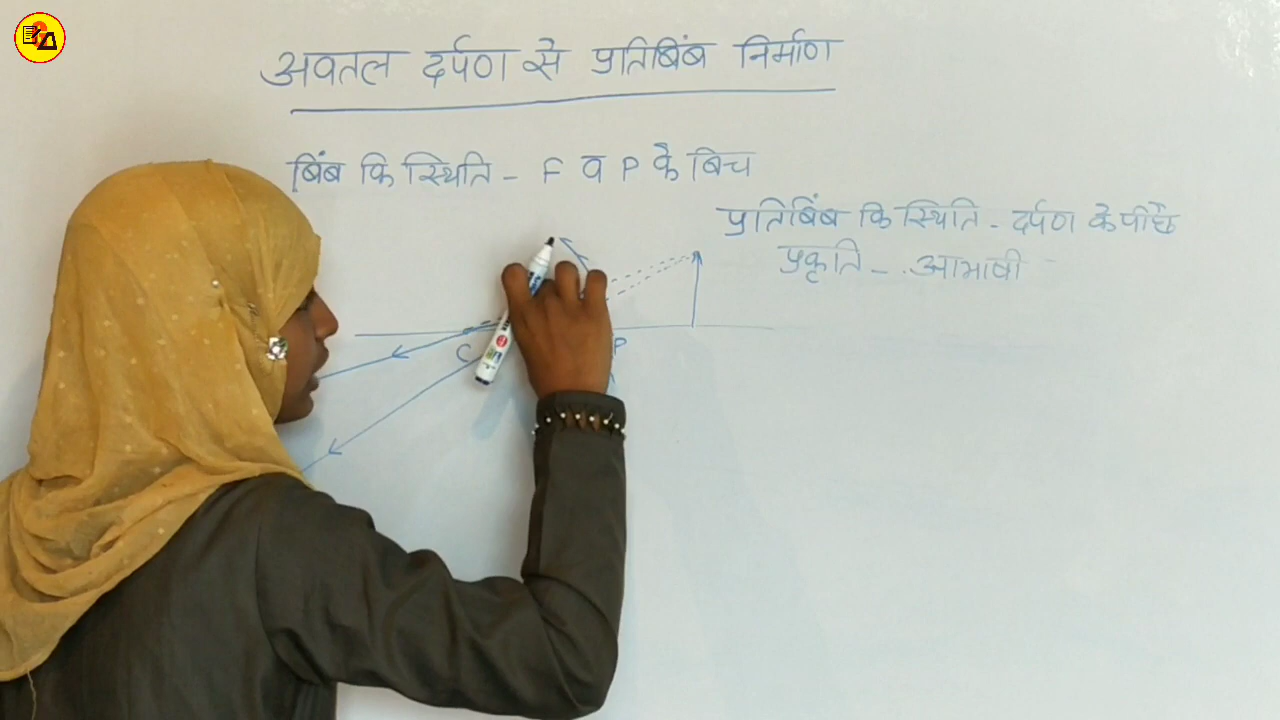 अवतल दर्पण से प्रतिबिंब निर्माण
बिंब कि स्थिति - F व P के बिच
प्रतिबिंब कि स्थिति - दर्पण के पीछे
प्रकृति - आभाषी
C
P